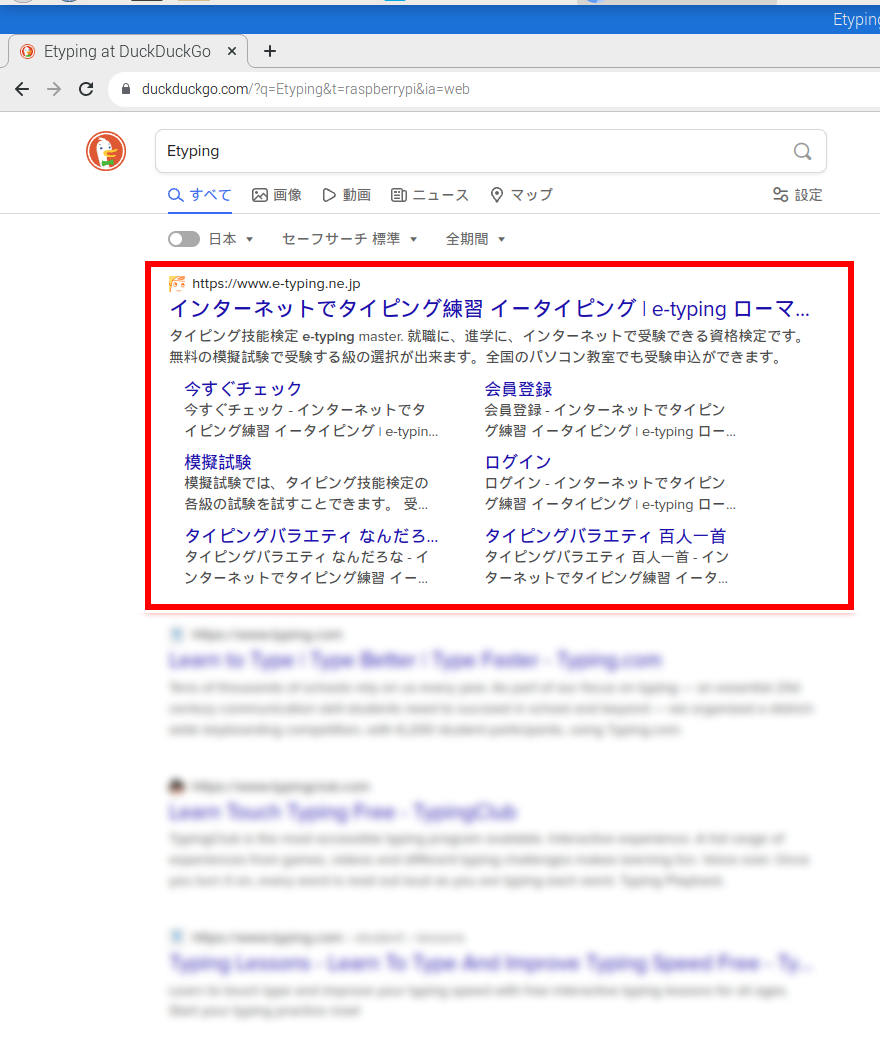 Etyping
Etyping at DuckDuckGo
duckduckgo.com/?q=Etyping&t=raspberrypi&ia=web
Etyping
すべて 画像 動画 ニュース マップ 設定
日本 セーフサーチ 標準 全期間
https://www.e-typing.ne.jp
インターネットでタイピング練習 イータイピング | e-typing ローマ...
タイピング技能検定 e-typing master. 就職に、進学に、インターネットで受験できる資格検定です。
無料の模擬試験で受験する級の選択が出来ます。全国のパソコン教室でも受験申込ができます。
今すぐチェック
今すぐチェック - インターネットでタ
イピング練習 イータイピング | e-typin...
会員登録
会員登録 - インターネットでタイピン
グ練習 イータイピング | e-typing ロー...
模擬試験
模擬試験では、タイピング技能検定の
各級の試験を試すことできます。 受...
ログイン
ログイン - インターネットでタイピン
グ練習 イータイピング | e-typing ロー...
タイピングバラエティ なんだろ...
タイピングバラエティ なんだろな - イ
ンターネットでタイピング練習 イー...
タイピングバラエティ 百人一首
タイピングバラエティ 百人一首 - イン
ターネットでタイピング練習 イータ...
https://www.typing.com
Learn to Type | Type Better | Type Faster - Typing.com
Learn Touch Typing Free - TypingClub
Typing Lessons - Learn To Type And Improve Typing Speed Free - Ty...